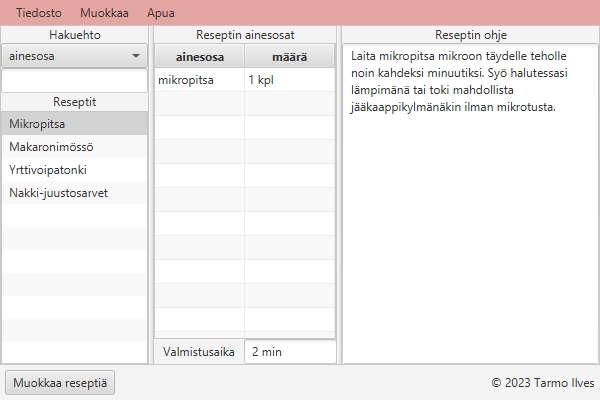 Tiedosto Muokkaa Apua
Hakuehto
ainesosa
Reseptit
Mikropitsa
Makaronimössö
Yrttivoipatonki
Nakki-juustosarvet
Reseptin ainesosat
ainesosa määrä
mikropitsa 1 kpl
Valmistusaika 2 min
Reseptin ohje
Laita mikropitsa mikroon täydelle teholle
noin kahdeksi minuutiksi. Syö halutessasi
lämpimänä tai toki mahdollista
jääkaappikylmänäkin ilman mikrotusta.
Muokkaa reseptiä
© 2023 Tarmo Ilves